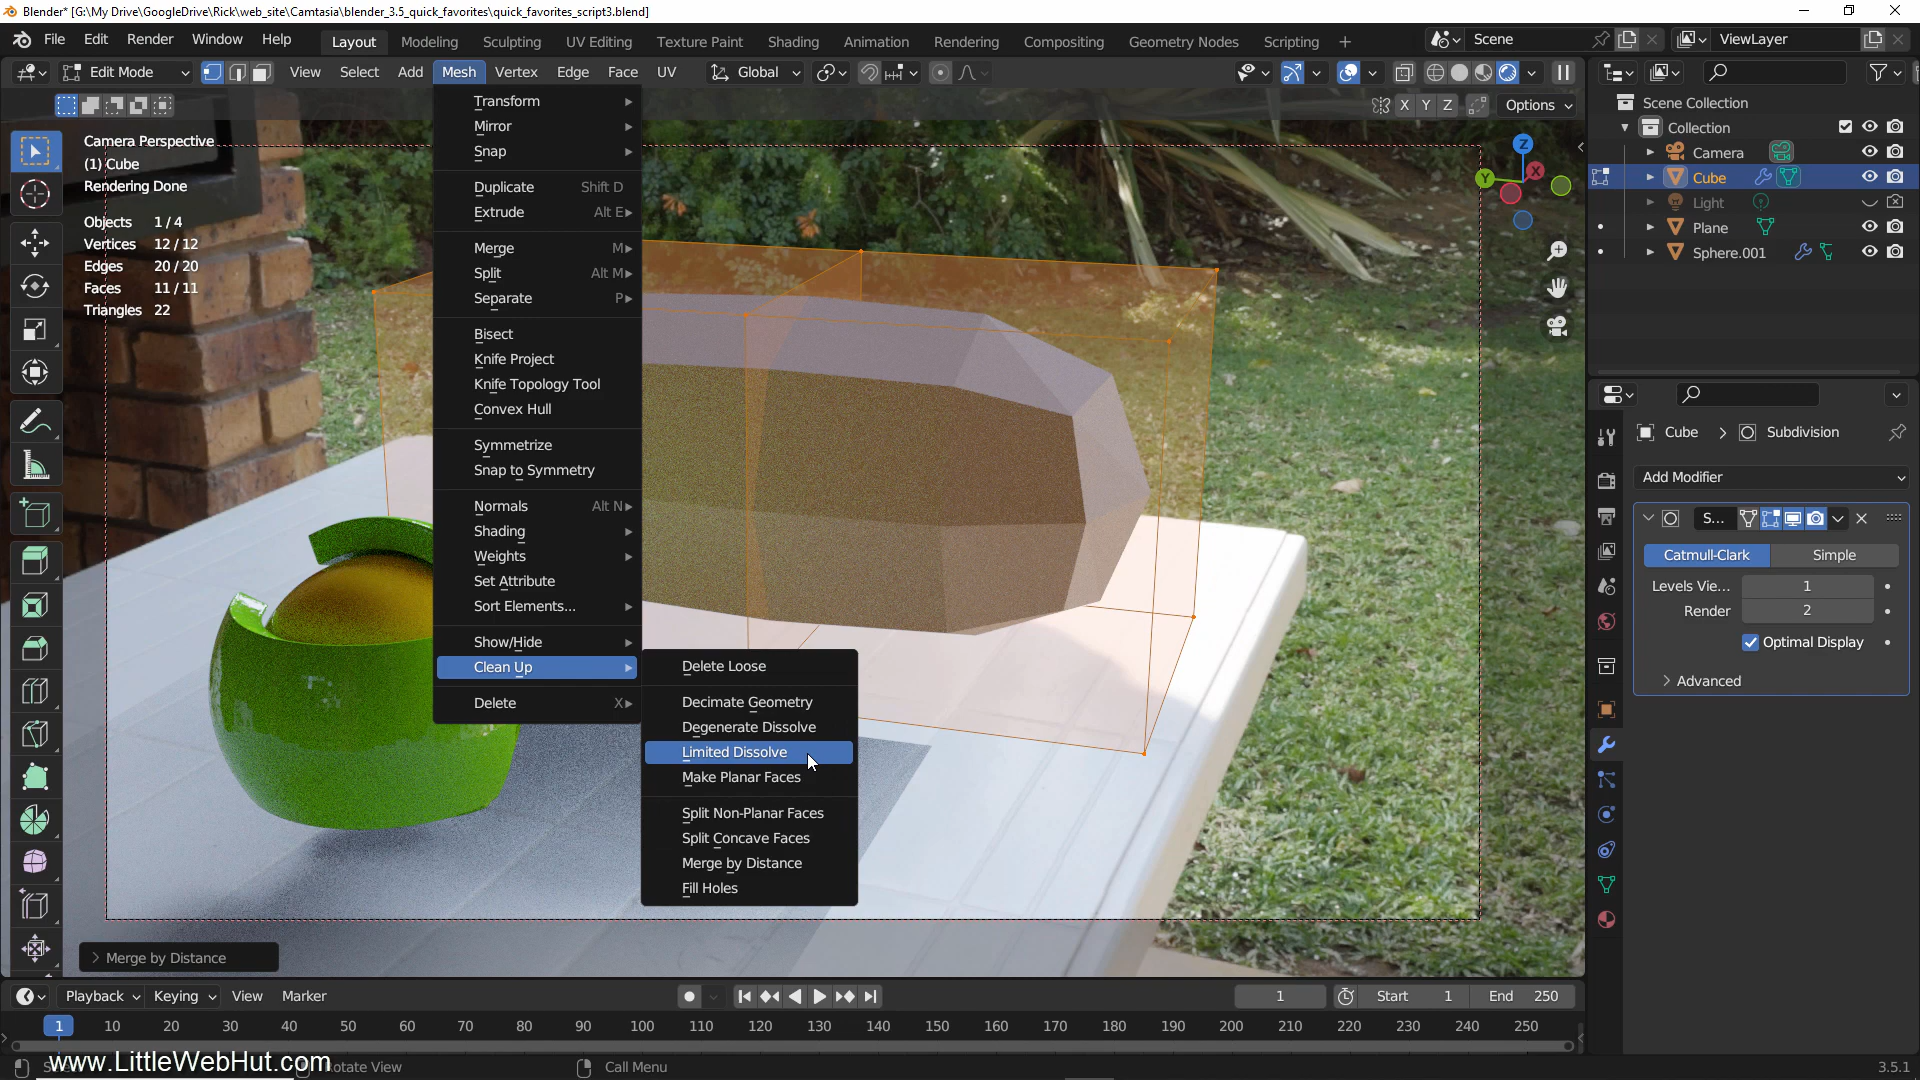 Blender* [G:\My Drive\GoogleDrive\Rick\web_site\Camtasia\blender_3.5_quick_favorites\quick_favorites_script3.blend]
File Edit Render Window Help Layout Modeling Sculpting UV Editing Texture Paint Shading Animation Rendering Compositing Geometry Nodes Scripting Scene ViewLayer
Edit Mode View Select Add Mesh Vertex Edge Face UV Global
X Y Z Options
Camera Perspective
(1) Cube
Rendering Done
Objects 1 / 4
Vertices 12 / 12
Edges 20 / 20
Faces 11 / 11
Triangles 22
Transform
Mirror
Snap
Duplicate Shift D
Extrude Alt E
Merge M
Split Alt M
Separate P
Bisect
Knife Project
Knife Topology Tool
Convex Hull
Symmetrize
Snap to Symmetry
Normals Alt N
Shading
Weights
Set Attribute
Sort Elements...
Show/Hide
Clean Up
Delete X
Delete Loose
Decimate Geometry
Degenerate Dissolve
Limited Dissolve
Make Planar Faces
Split Non-Planar Faces
Split Concave Faces
Merge by Distance
Fill Holes
Z
Y X
Scene Collection
Collection
Camera
Cube
Light
Plane
Sphere.001
Cube > Subdivision
Add Modifier
S...
Catmull-Clark Simple
Levels Vie... 1
Render 2
Optimal Display
Advanced
Merge by Distance
Playback Keying View Marker 1 Start 1 End 250
1 10 20 30 40 50 60 70 80 90 100 110 120 130 140 150 160 170 180 190 200 210 220 230 240 250
www.LittleWebHut.com
Rotate View Call Menu 3.5.1